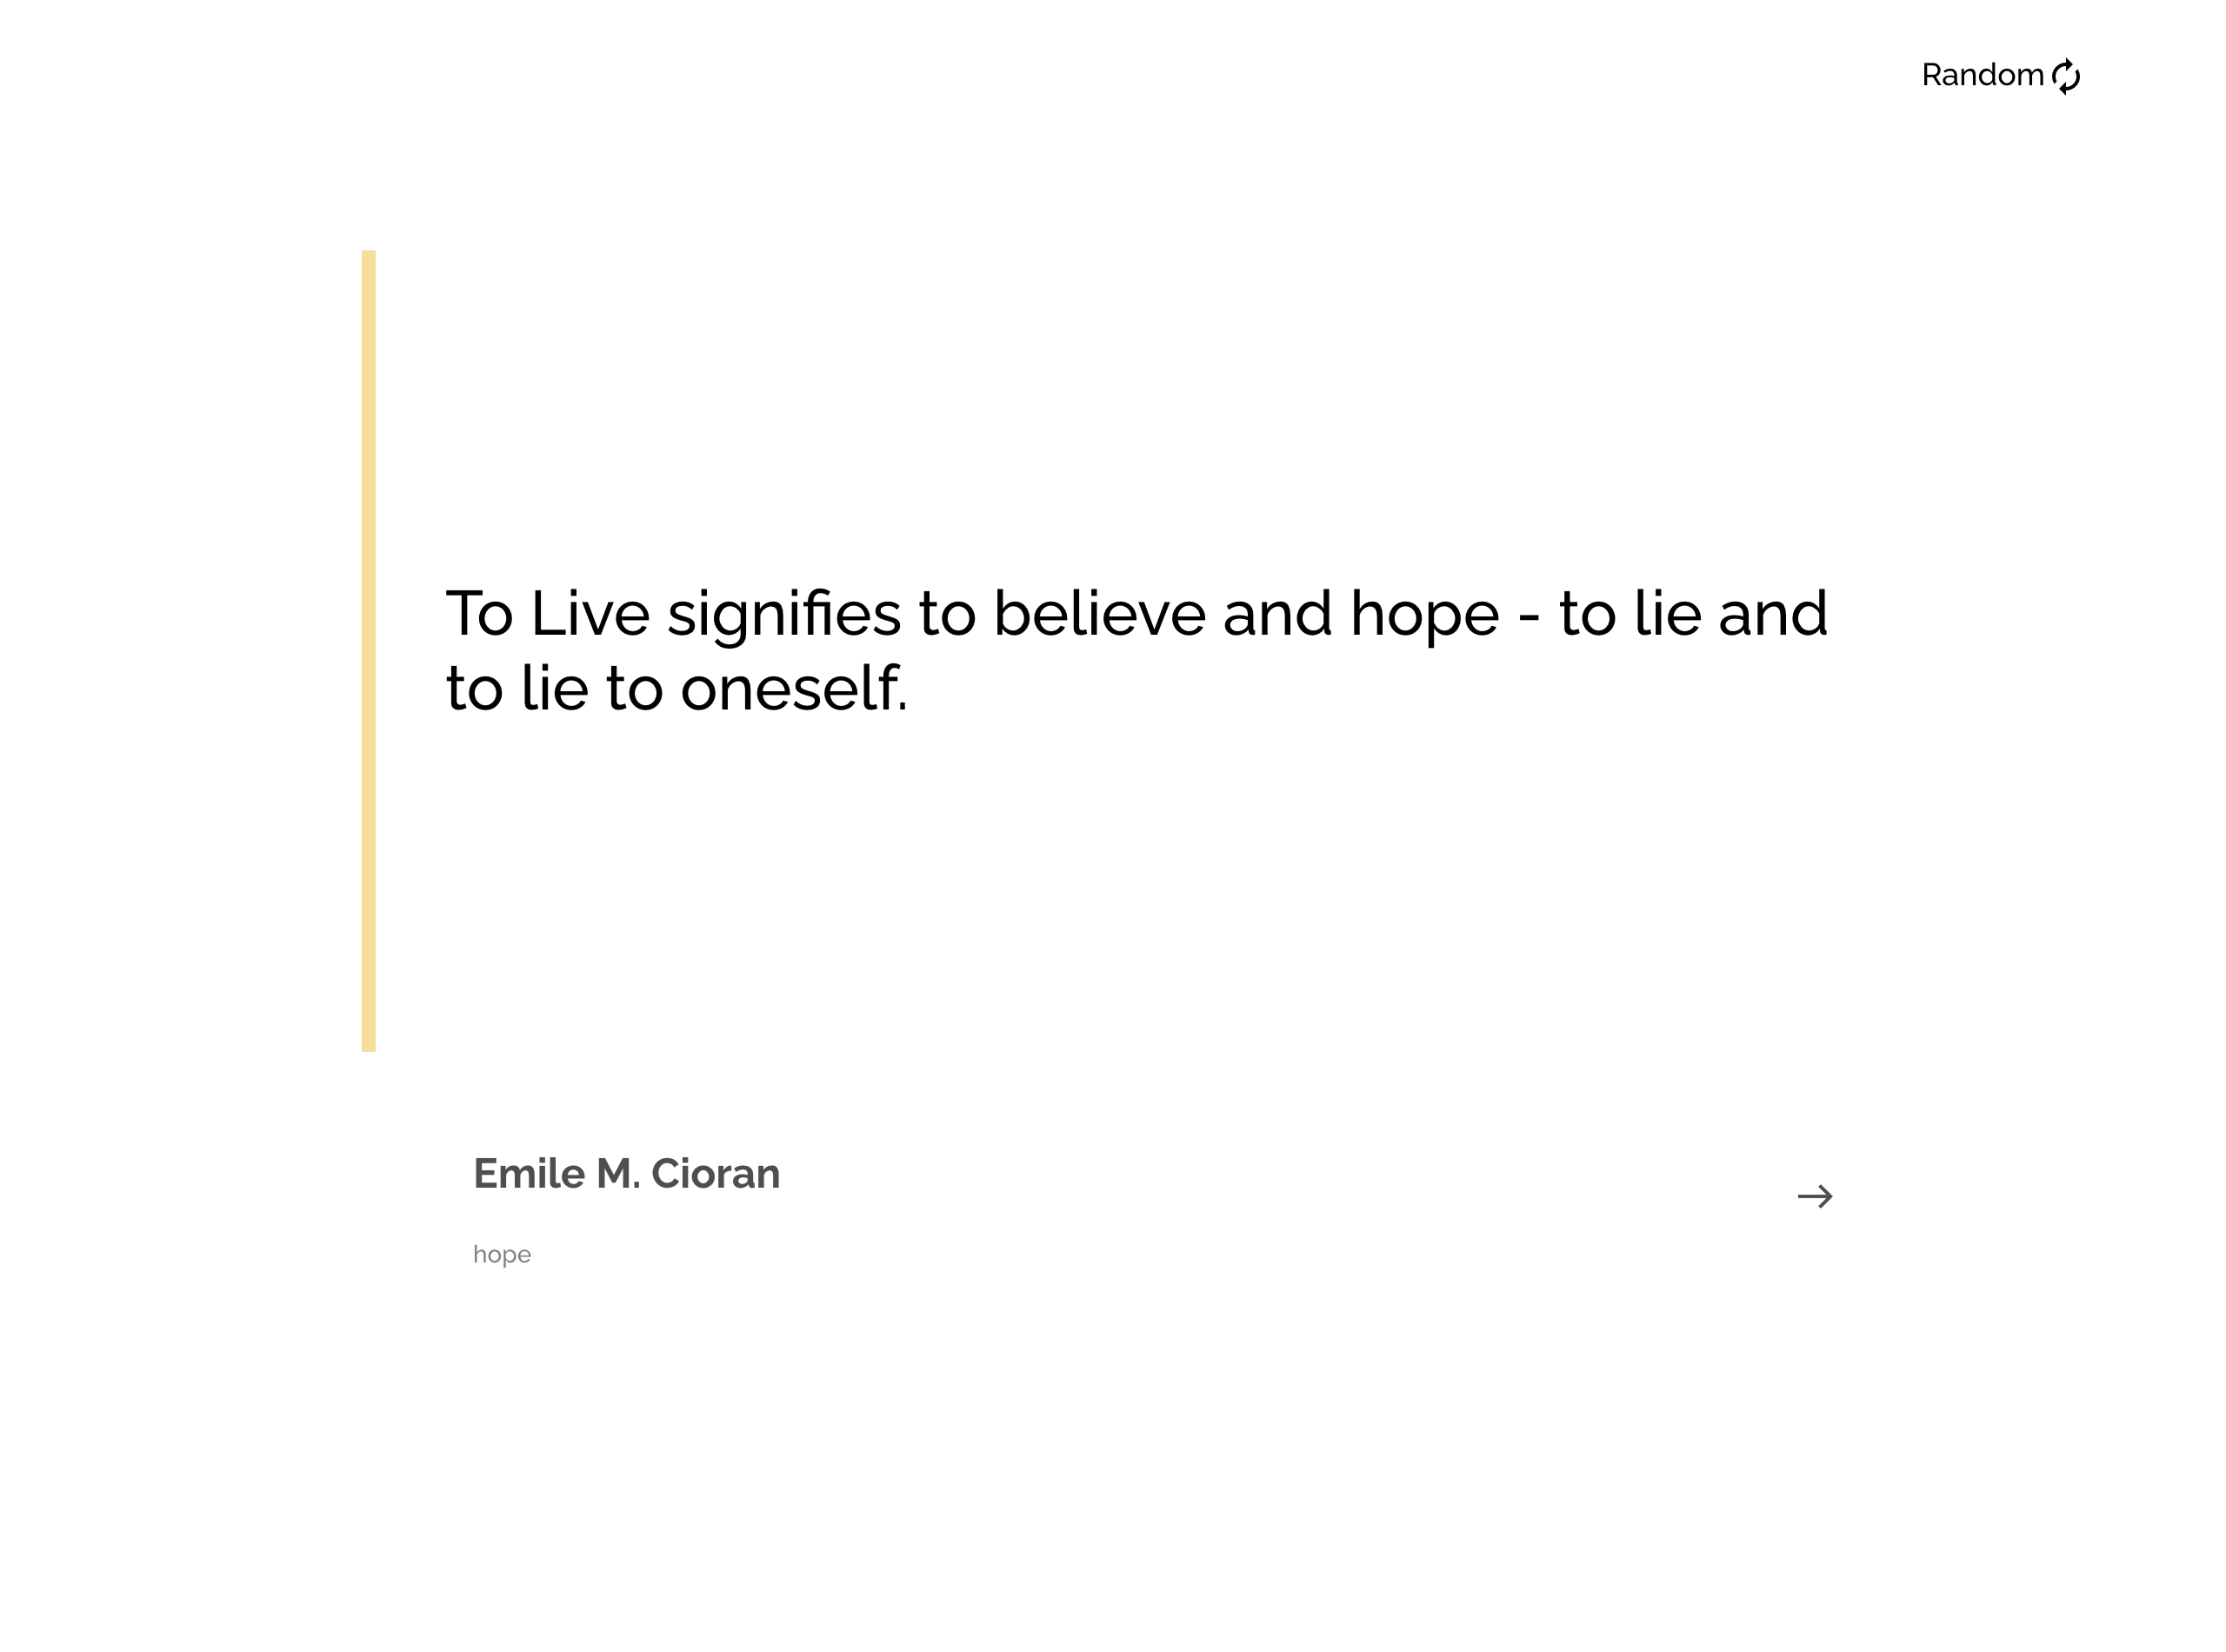 Random
To Live signifies to believe and hope - to lie and
to lie to oneself.
Emile M. Cioran
hope